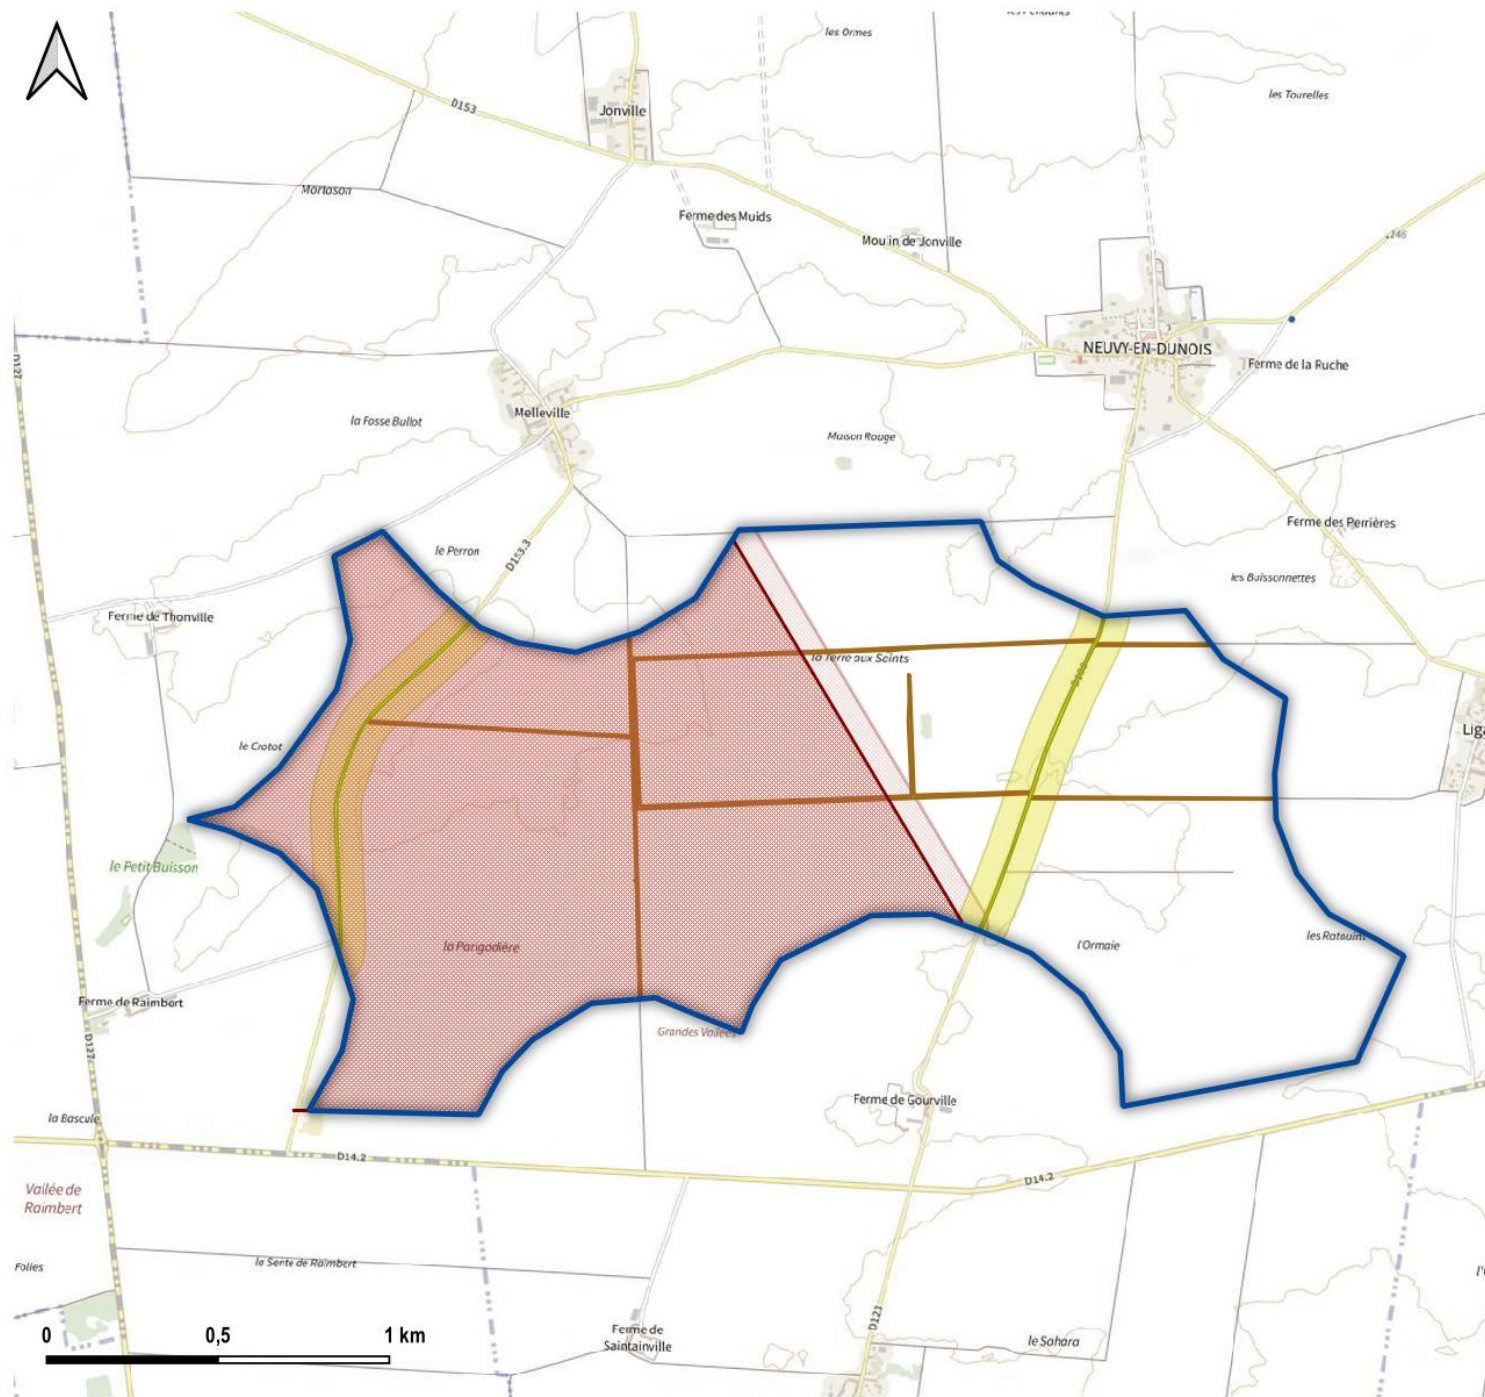 les Ormes
les Tourelles
D153
Jonville
Mortason
Ferme des Muids
Moulin de Jonville
NEUVY-EN-DUNOIS
Ferme de la Ruche
D127
Melleville
la Fosse Bullot
Maison Rouge
Ferme des Perrières
le Perron
D153.3
les Buissonnettes
Ferme de Thonville
la Terre aux Saints
le Crotot
le Petit Buisson
la Parigodière
l'Ormaie
les Ratouins
Ferme de Raimbert
D127
Grandes Vallées
Ferme de Gourville
la Bascule
D14.2
D14.2
Vallée de
Raimbert
la Sente de Raimbert
Folies
D123
Ferme de
Saintainville
le Sahara
0 0,5 1 km